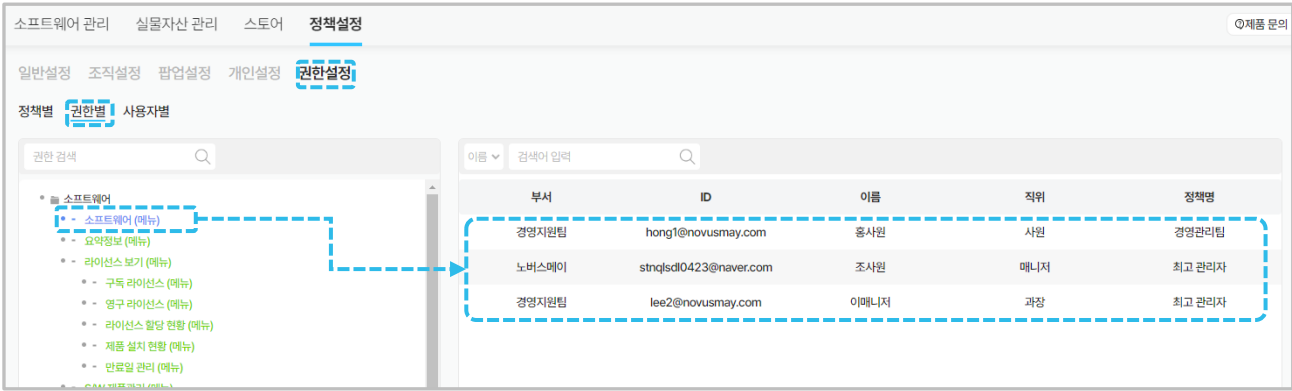 소프트웨어 관리 실물자산 관리 스토어 정책설정
제품 문의
일반설정 조직설정 팝업설정 개인설정 권한설정
정책별 권한별 사용자별
권한 검색
이름 검색어 입력
소프트웨어
- 소프트웨어 (메뉴)
- 요약정보 (메뉴)
- 라이선스 보기 (메뉴)
- 구독 라이선스 (메뉴)
- 영구 라이선스 (메뉴)
- 라이선스 할당 현황 (메뉴)
- 제품 설치 현황 (메뉴)
- 만료일 관리 (메뉴)
부서 ID 이름 직위 정책명
경영지원팀 hong1@novusmay.com 홍사원 사원 경영관리팀
노버스메이 stnqlsdl0423@naver.com 조사원 매니저 최고 관리자
경영지원팀 lee2@novusmay.com 이매니저 과장 최고 관리자